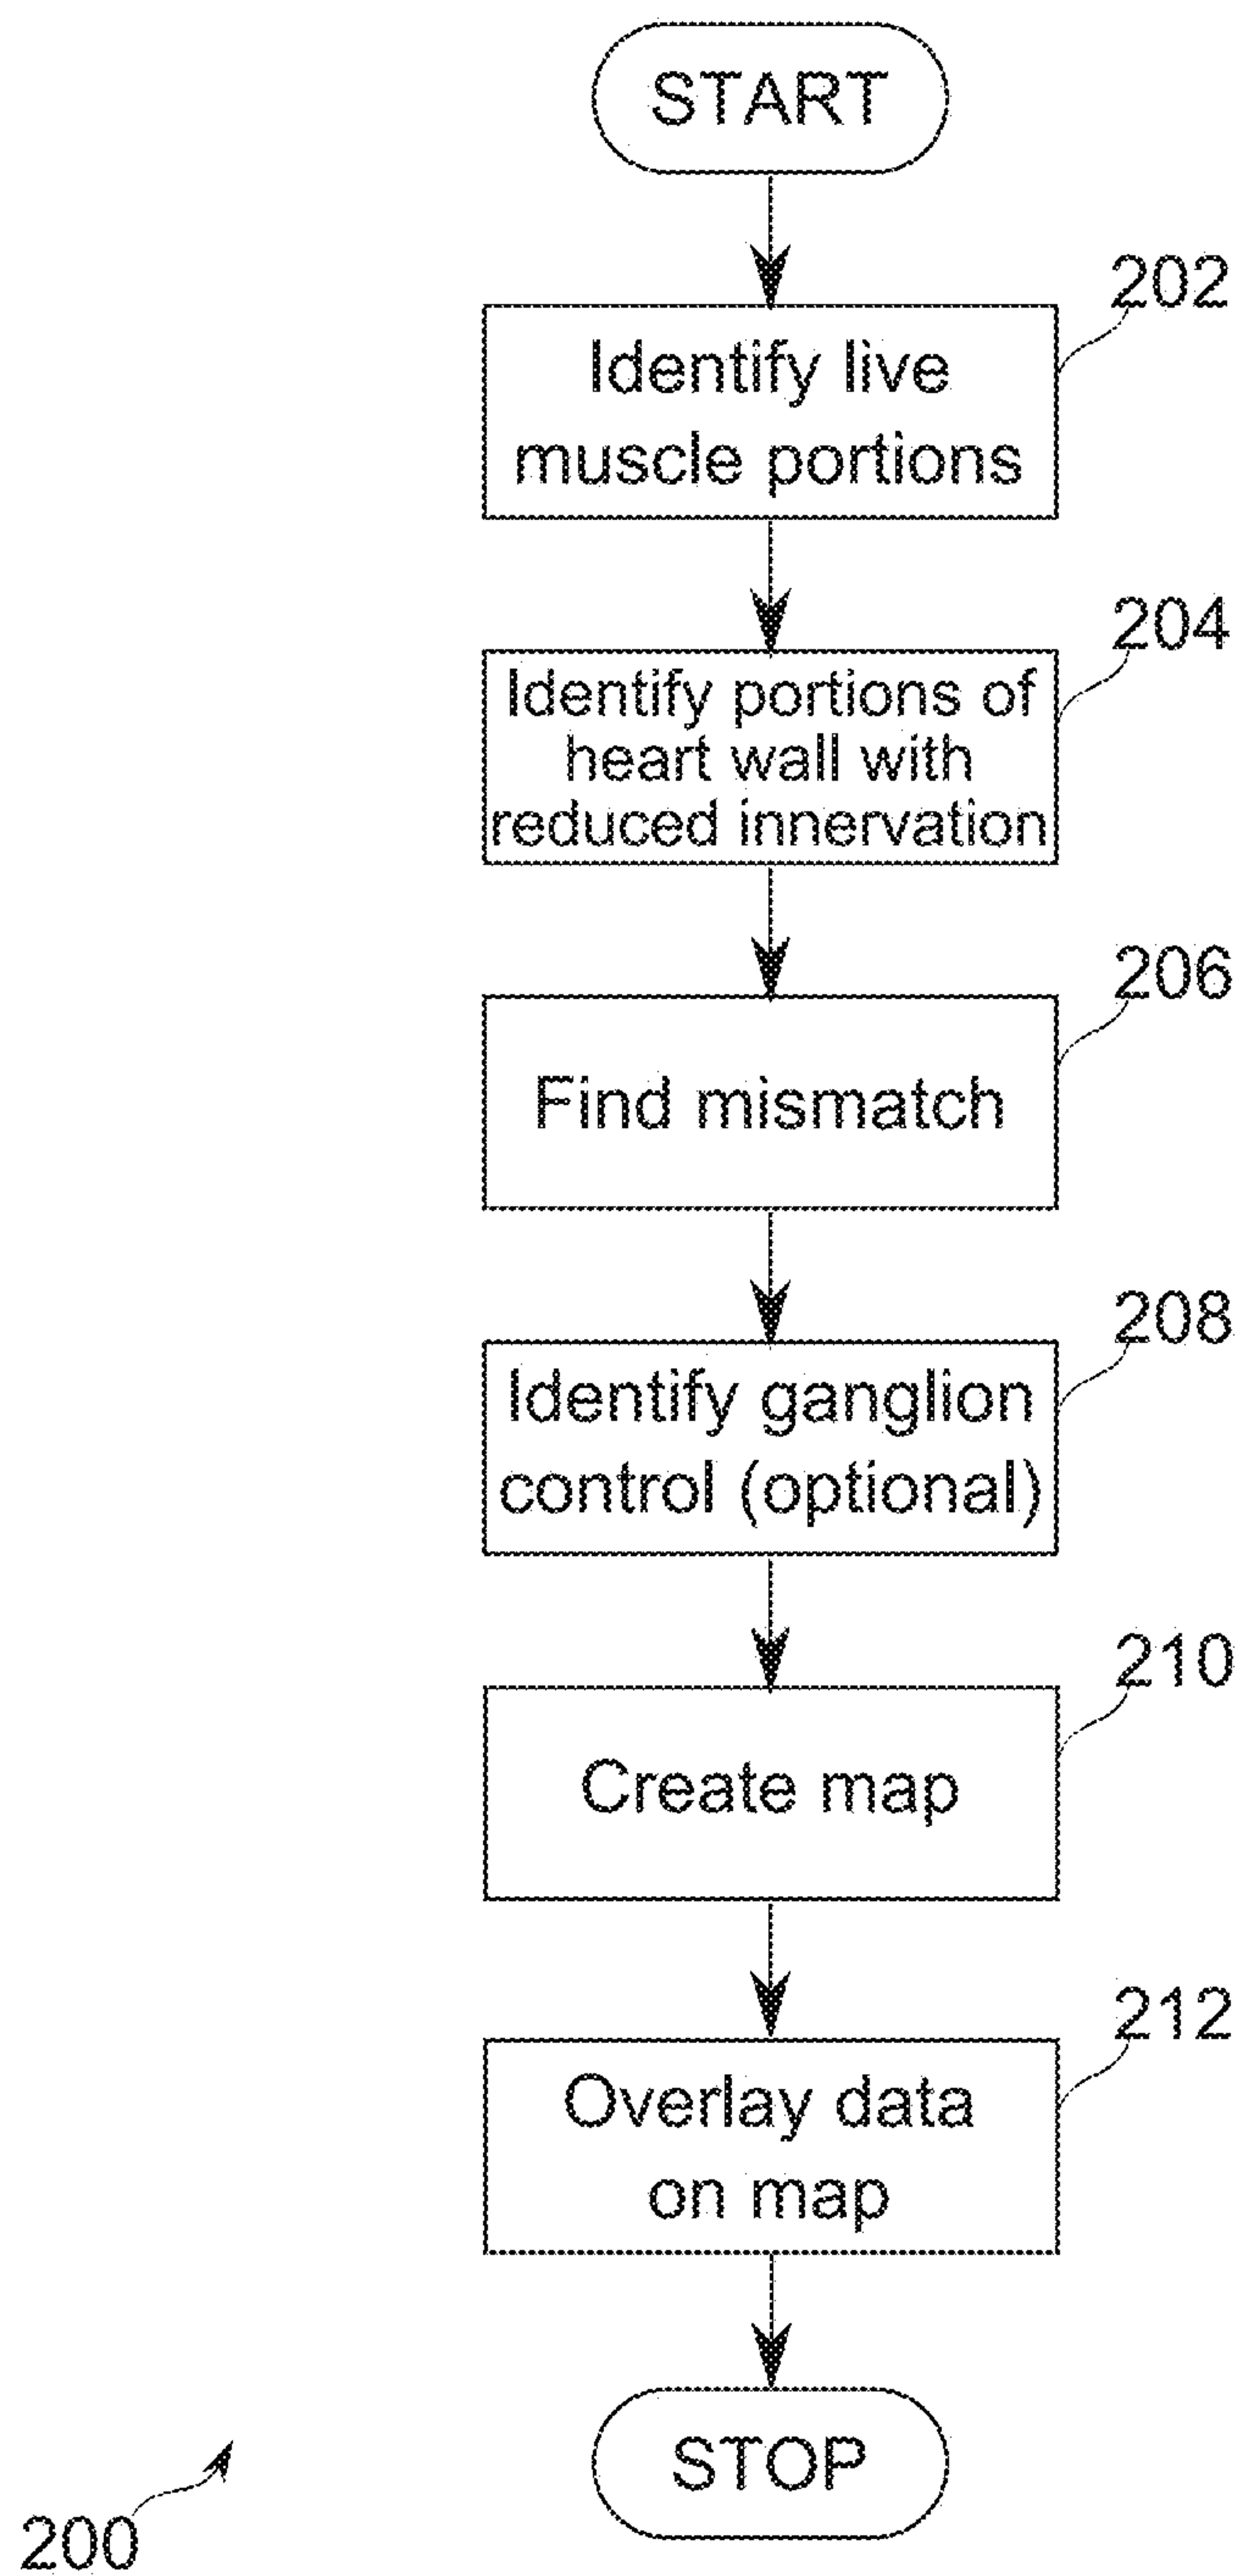 START
202
Identify live
muscle portions
204
Identify portions of
heart wall with
reduced innervation
206
Find mismatch
208
Identify ganglion
control (optional)
210
Create map
212
Overlay data
on map
STOP
200